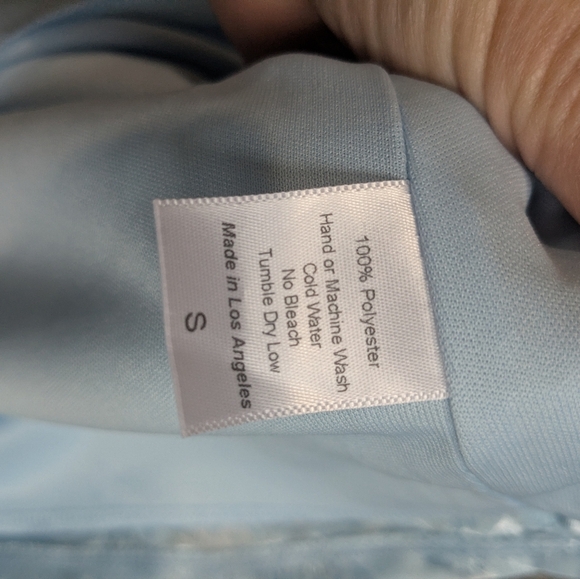 100% Polyester
Hand or Machine Wash
Cold Water
No Bleach
Tumble Dry Low
Made in Los Angeles
S